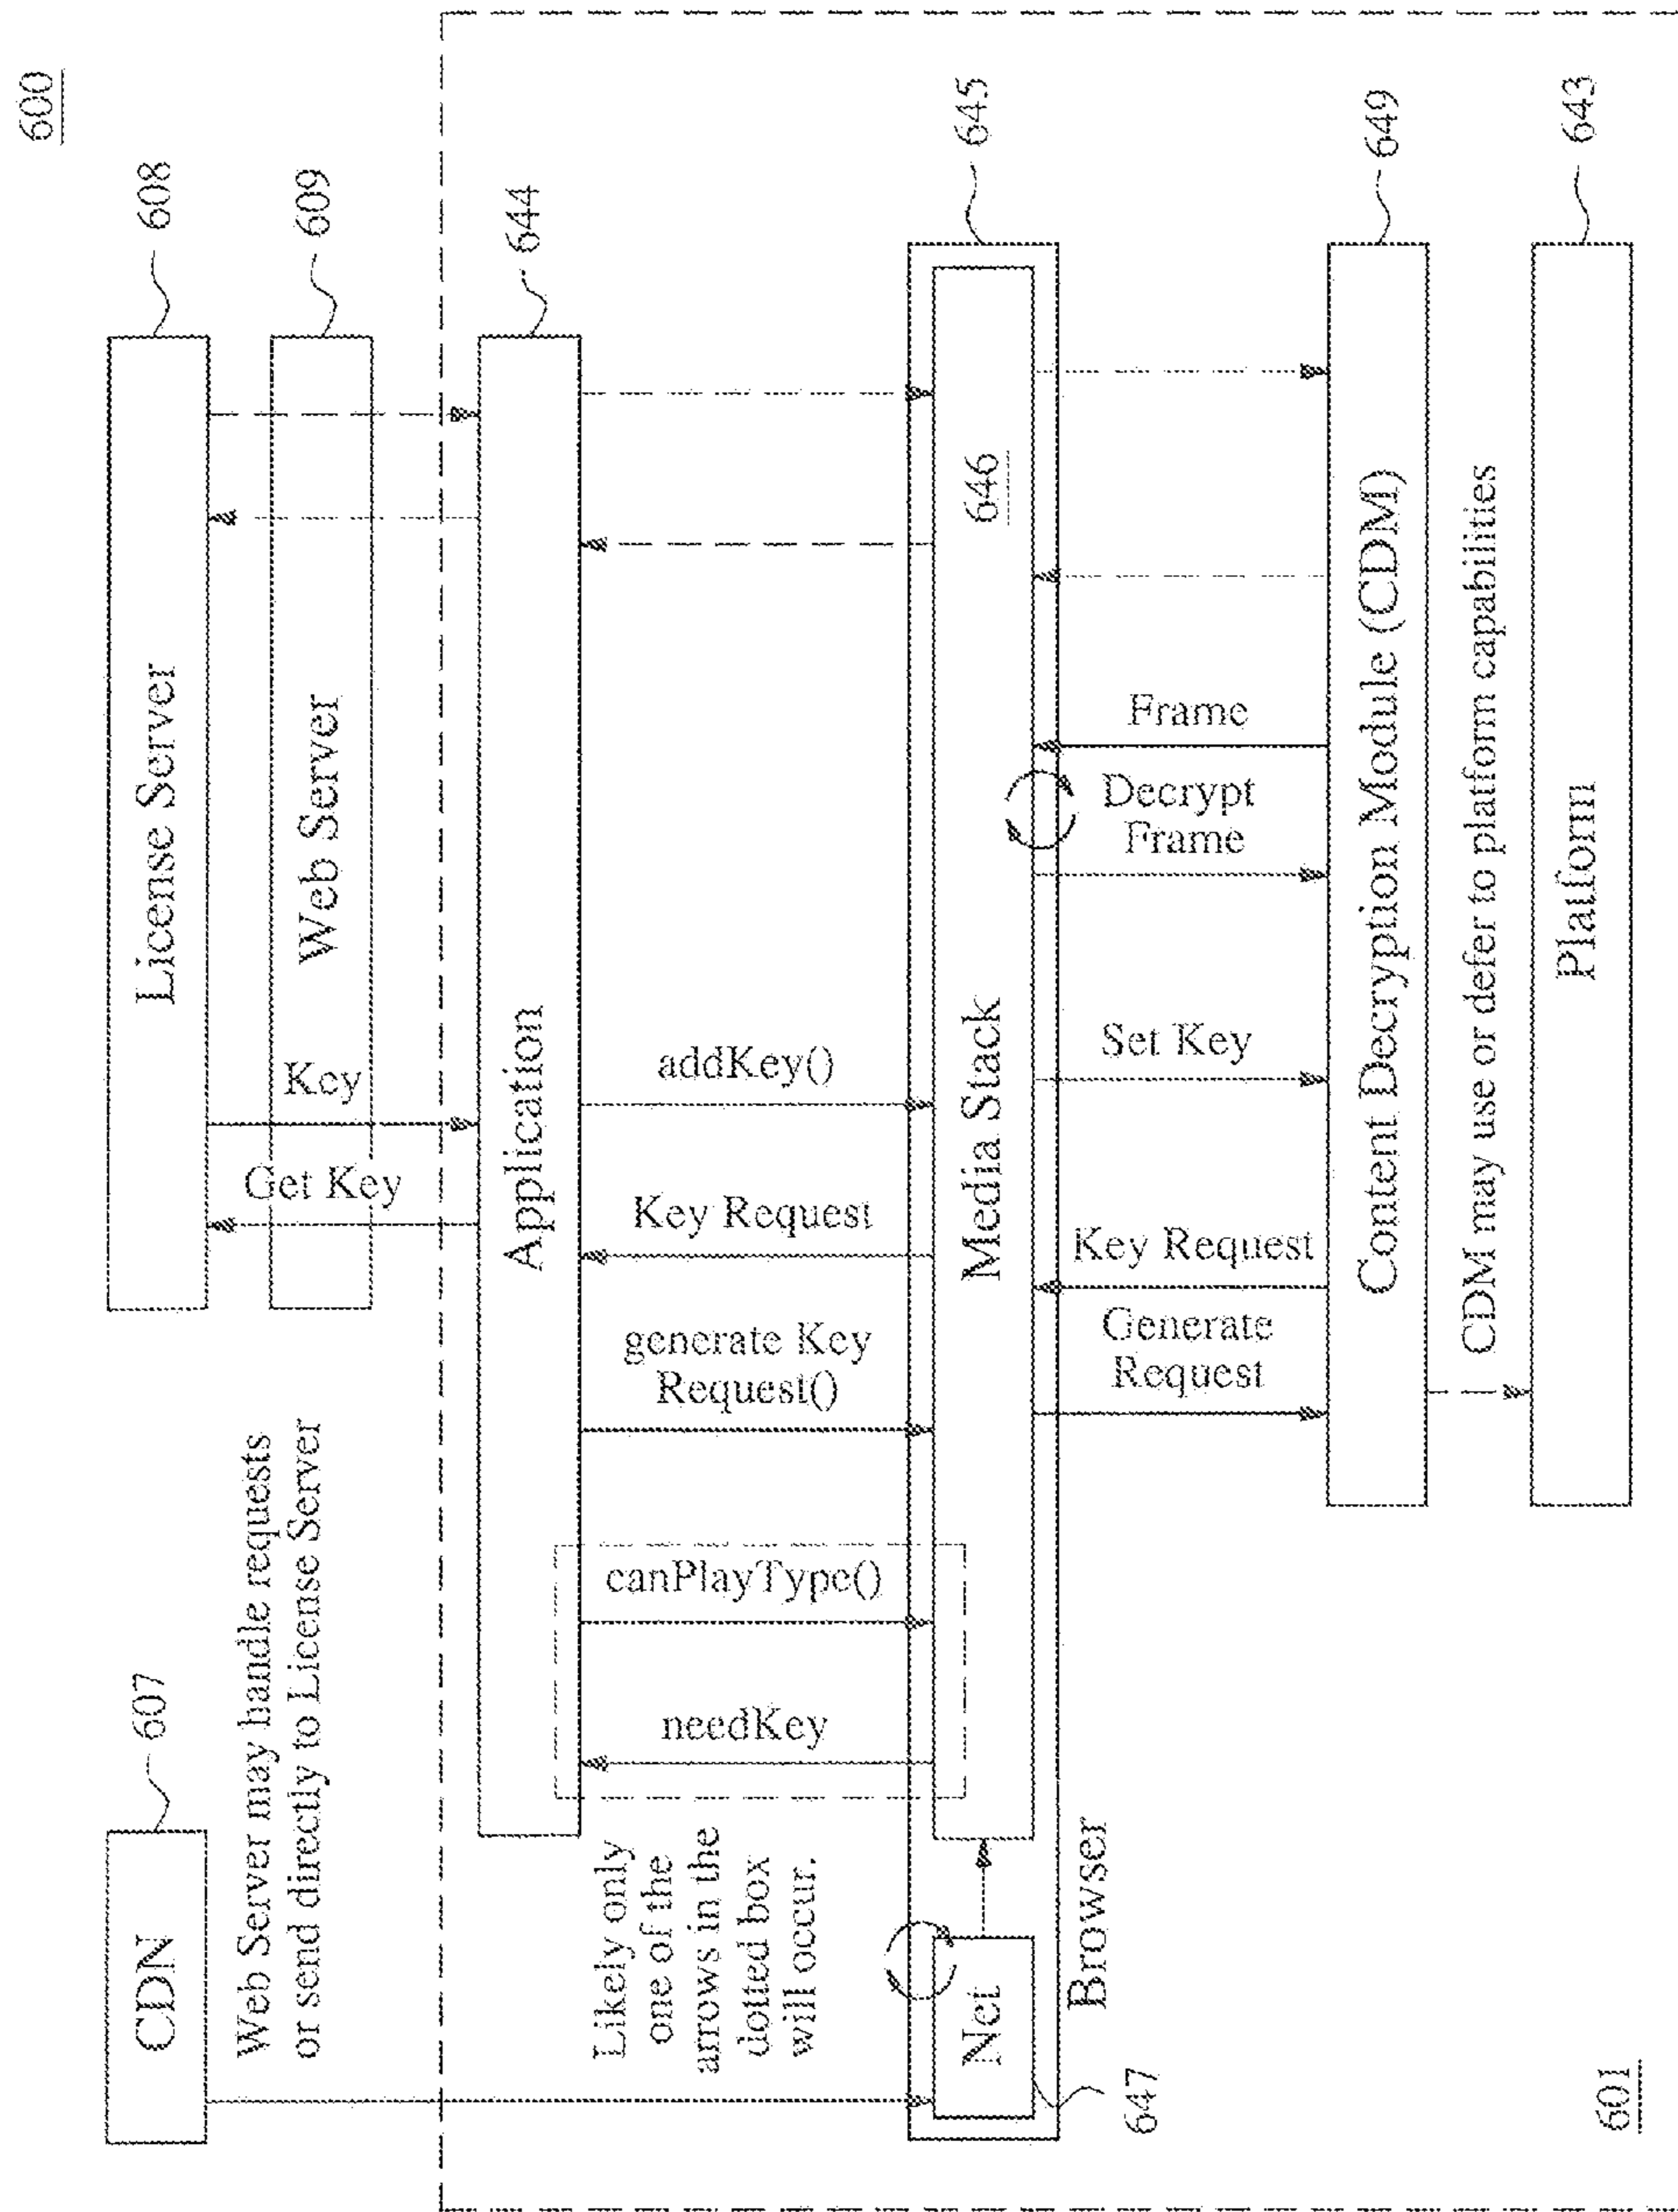 600
CDN
607
License Server
608
Web Server may handle requests
or send directly to License Server
Web Server
609
Get Key
Key
Application
644
Likely only
one of the
arrows in the
dotted box
will occur.
needKey
canPlayType()
generate Key
Request()
Key Request
addKey()
Net
647
Media Stack
646
645
Browser
Generate
Request
Key Request
Set Key
Decrypt
Frame
Frame
Content Decryption Module (CDM)
649
CDM may use or defer to platform capabilities
Platform
643
601